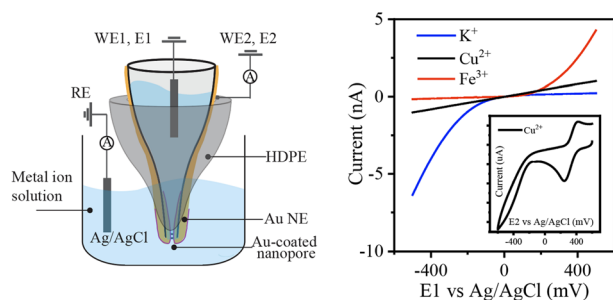 WE1, E1
WE2, E2
A
RE
A
HDPE
Metal ion
solution
Au NE
Ag/AgCl
Au-coated
nanopore
5
0
-5
-10
Current (nA)
K⁺
Cu²⁺
Fe³⁺
Cu²⁺
Current (uA)
E2 vs Ag/AgCl (mV)
-400
0
400
-400
0
400
E1 vs Ag/AgCl (mV)